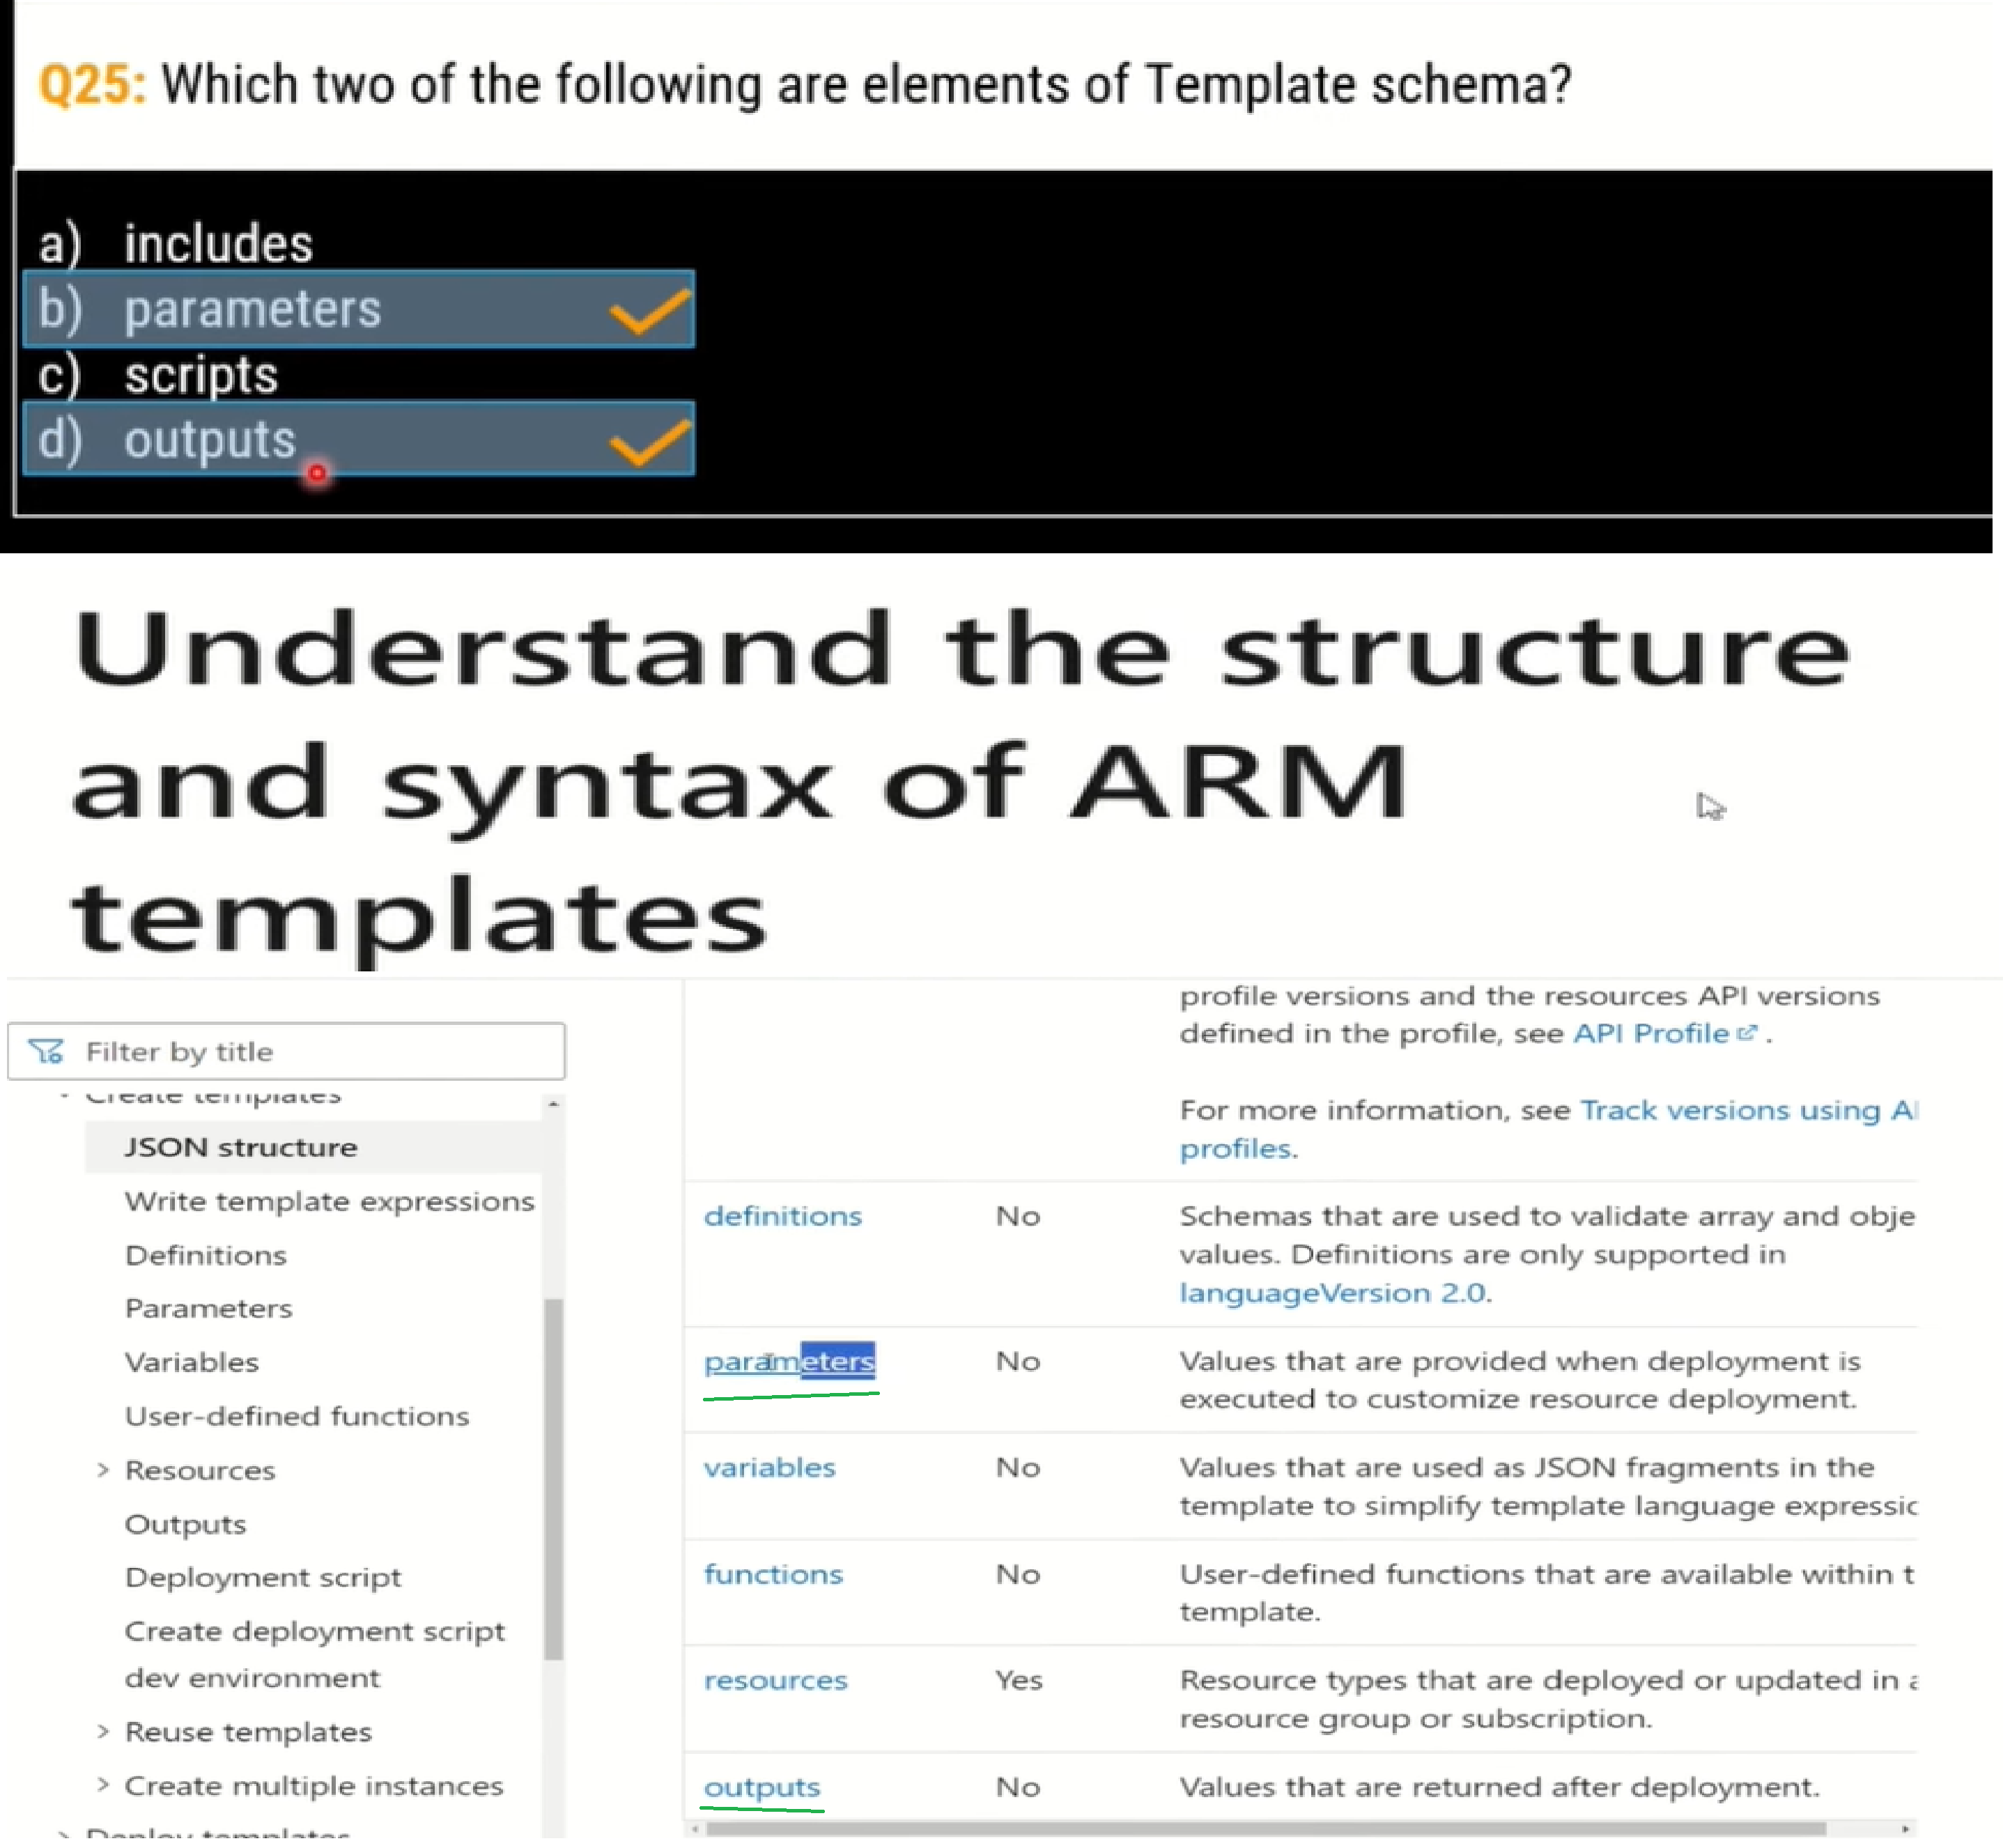 Q25: Which two of the following are elements of Template schema?
a) includes
b) parameters
c) scripts
d) outputs
Understand the structure
and syntax of ARM
templates
Filter by title
Create templates
JSON structure
Write template expressions
Definitions
Parameters
Variables
User-defined functions
Resources
Outputs
Deployment script
Create deployment script
dev environment
Reuse templates
Create multiple instances
Deploy templates
profile versions and the resources API versions
defined in the profile, see API Profile.
For more information, see Track versions using
profiles.
definitions No Schemas that are used to validate array and obje
values. Definitions are only supported in
languageVersion 2.0.
parameters No Values that are provided when deployment is
executed to customize resource deployment.
variables No Values that are used as JSON fragments in the
template to simplify template language expressic
functions No User-defined functions that are available within t
template.
resources Yes Resource types that are deployed or updated in a
resource group or subscription.
outputs No Values that are returned after deployment.